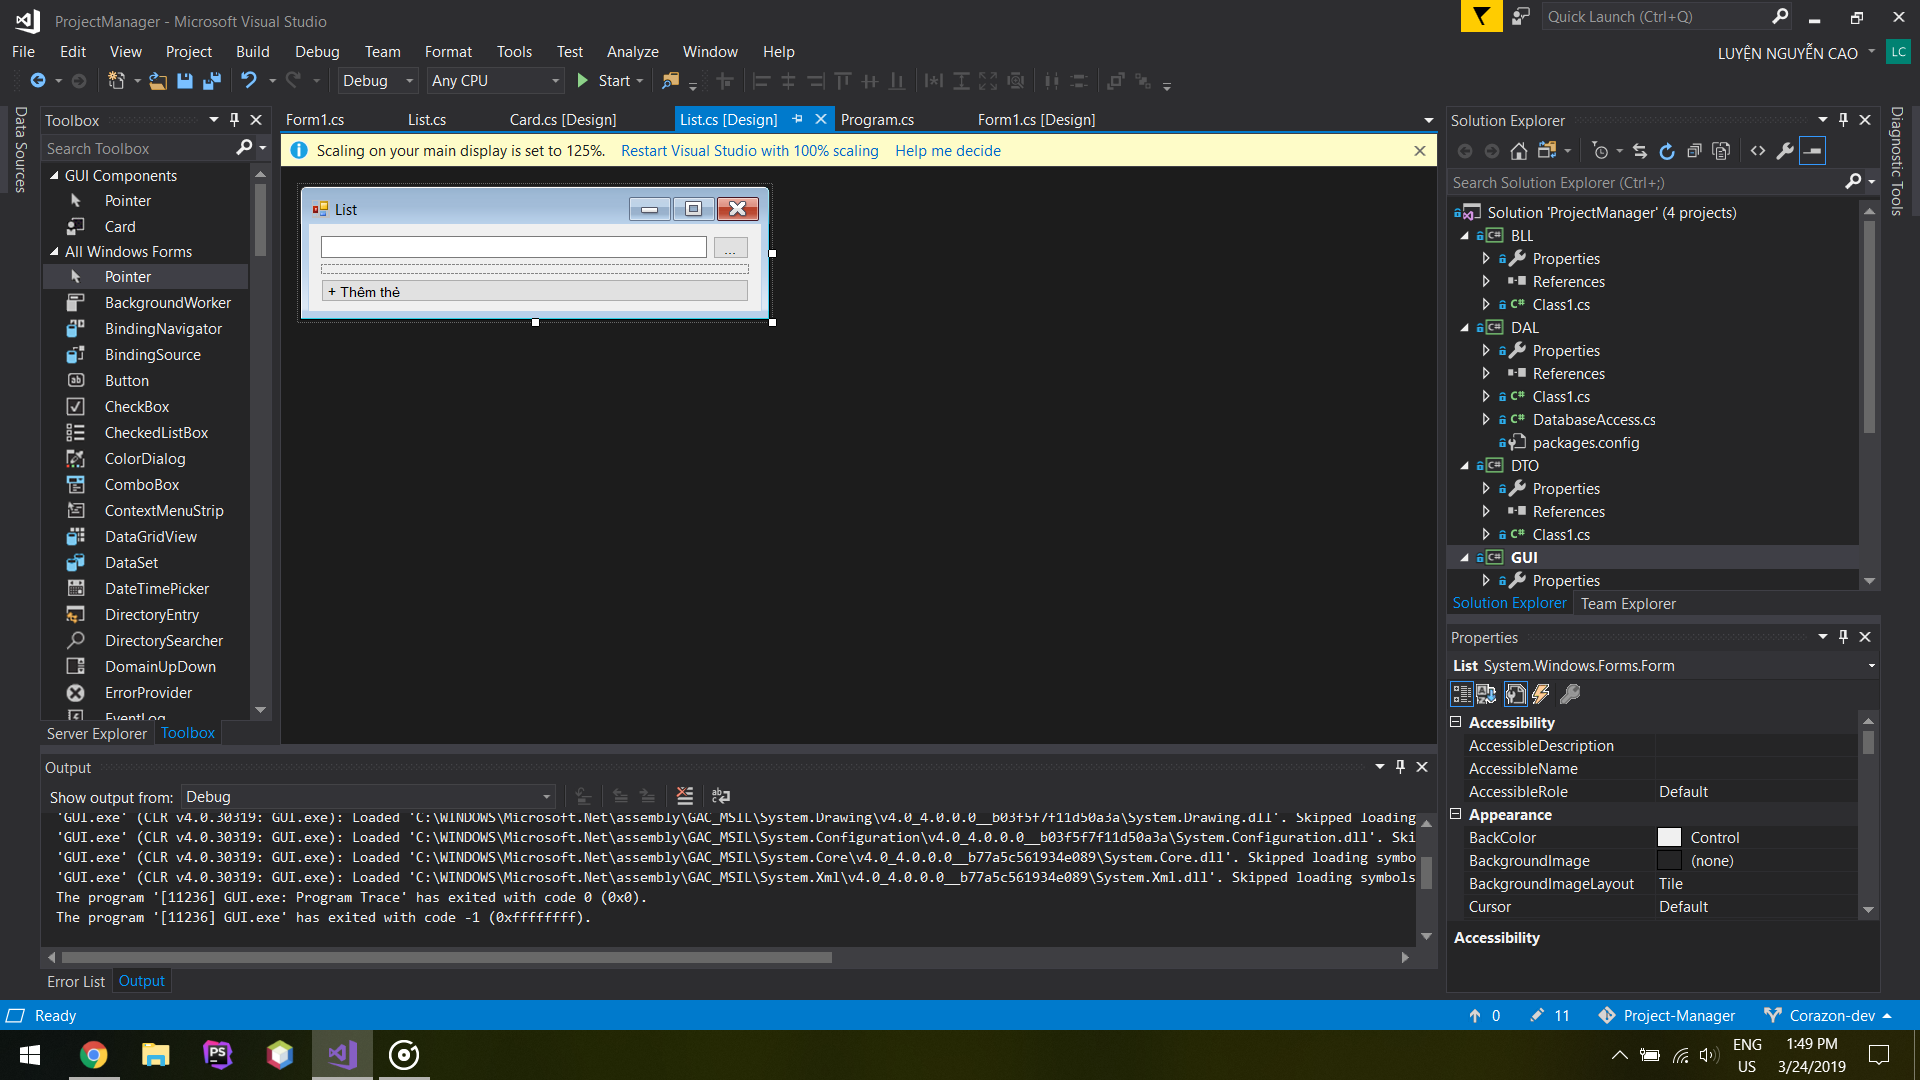 ProjectManager - Microsoft Visual Studio
Quick Launch (Ctrl+Q)
File Edit View Project Build Debug Team Format Tools Test Analyze Window Help
LUYỆN NGUYỄN CAO LC
Debug Any CPU Start
Data Sources
Toolbox
Search Toolbox
GUI Components
Pointer
Card
All Windows Forms
Pointer
BackgroundWorker
BindingNavigator
BindingSource
Button
CheckBox
CheckedListBox
ColorDialog
ComboBox
ContextMenuStrip
DataGridView
DataSet
DateTimePicker
DirectoryEntry
DirectorySearcher
DomainUpDown
ErrorProvider
EventLog
Server Explorer Toolbox
Form1.cs List.cs Card.cs [Design] List.cs [Design] Program.cs Form1.cs [Design]
Scaling on your main display is set to 125%. Restart Visual Studio with 100% scaling Help me decide
List
...
+ Thêm thẻ
Output
Show output from: Debug
'GUI.exe' (CLR v4.0.30319: GUI.exe): Loaded 'C:\WINDOWS\Microsoft.Net\assembly\GAC_MSIL\System.Drawing\v4.0_4.0.0.0__b03f5f7f11d50a3a\System.Drawing.dll'. Skipped loading
'GUI.exe' (CLR v4.0.30319: GUI.exe): Loaded 'C:\WINDOWS\Microsoft.Net\assembly\GAC_MSIL\System.Configuration\v4.0_4.0.0.0__b03f5f7f11d50a3a\System.Configuration.dll'. Ski
'GUI.exe' (CLR v4.0.30319: GUI.exe): Loaded 'C:\WINDOWS\Microsoft.Net\assembly\GAC_MSIL\System.Core\v4.0_4.0.0.0__b77a5c561934e089\System.Core.dll'. Skipped loading symbo
'GUI.exe' (CLR v4.0.30319: GUI.exe): Loaded 'C:\WINDOWS\Microsoft.Net\assembly\GAC_MSIL\System.Xml\v4.0_4.0.0.0__b77a5c561934e089\System.Xml.dll'. Skipped loading symbols
The program '[11236] GUI.exe: Program Trace' has exited with code 0 (0x0).
The program '[11236] GUI.exe' has exited with code -1 (0xffffffff).
Error List Output
Solution Explorer
Search Solution Explorer (Ctrl+;)
Solution 'ProjectManager' (4 projects)
C# BLL
Properties
References
C# Class1.cs
C# DAL
Properties
References
C# Class1.cs
C# DatabaseAccess.cs
packages.config
C# DTO
Properties
References
C# Class1.cs
C# GUI
Properties
Solution Explorer Team Explorer
Diagnostic Tools
Properties
List System.Windows.Forms.Form
Accessibility
AccessibleDescription
AccessibleName
AccessibleRole Default
Appearance
BackColor Control
BackgroundImage (none)
BackgroundImageLayout Tile
Cursor Default
Accessibility
Ready
0 11 Project-Manager Corazon-dev
PS
ENG
US
1:49 PM
3/24/2019